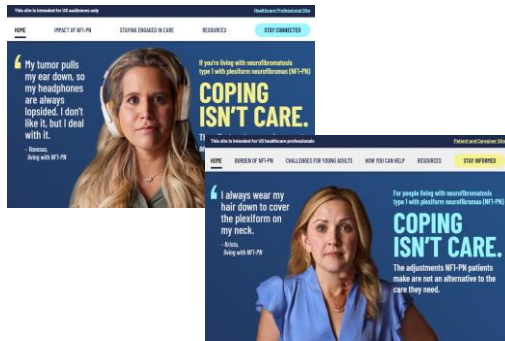 This site is intended for US audiences only
Healthcare Professional Site
HOME IMPACT OF NF1-PN STAYING ENGAGED IN CARE RESOURCES STAY CONNECTED
My tumor pulls
my ear down, so
my headphones
are always
lopsided. I don't
like it, but I deal
with it.
- Vanessa,
living with NF1-PN
If you're living with neurofibromatosis
type 1 with plexiform neurofibromas (NF1-PN)
COPING
ISN'T CARE.
This site is intended for US healthcare professionals
Patient and Caregiver Site
HOME BURDEN OF NF1-PN CHALLENGES FOR YOUNG ADULTS HOW YOU CAN HELP RESOURCES STAY INFORMED
I always wear my
hair down to cover
the plexiform on
my neck.
- Krista,
living with NF1-PN
For people living with neurofibromatosis
type 1 with plexiform neurofibromas (NF1-PN)
COPING
ISN'T CARE.
The adjustments NF1-PN patients
make are not an alternative to the
care they need.